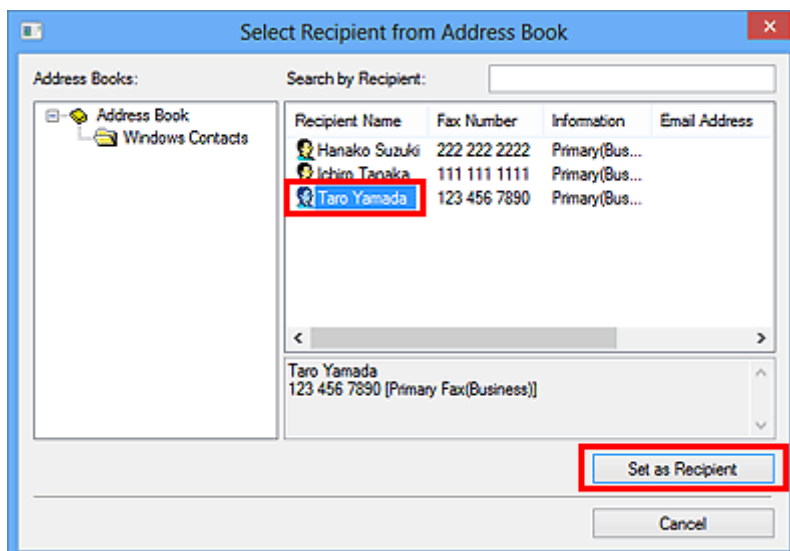 Select Recipient from Address Book
Address Books:
Search by Recipient:
Address Book
Windows Contacts
Recipient Name Fax Number Information Email Address
Hanako Suzuki 222 222 2222 Primary(Bus...
Ichiro Tanaka 111 111 1111 Primary(Bus...
Taro Yamada 123 456 7890 Primary(Bus...
Taro Yamada
123 456 7890 [Primary Fax(Business)]
Set as Recipient
Cancel